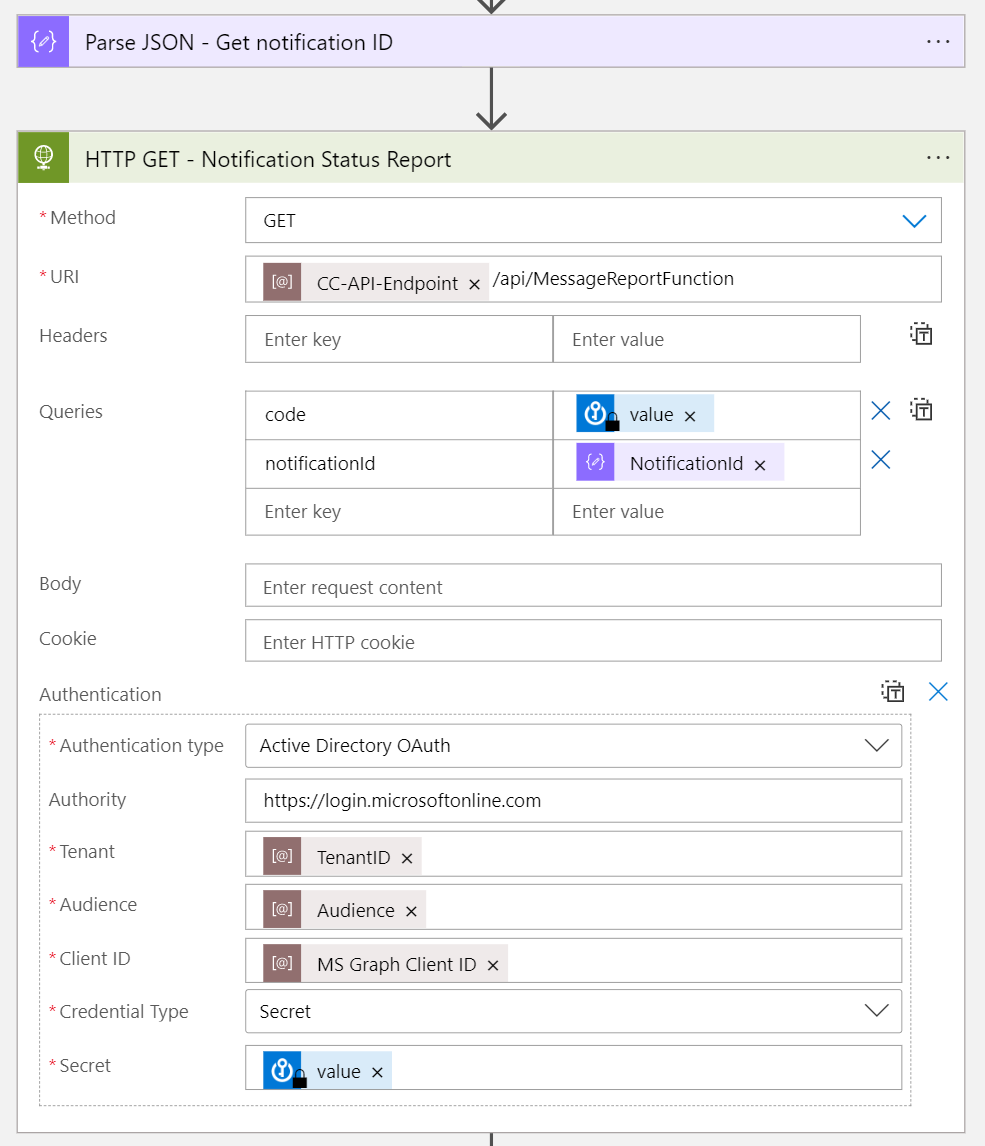 Parse JSON - Get notification ID
HTTP GET - Notification Status Report
* Method
GET
* URI
[@] CC-API-Endpoint × /api/MessageReportFunction
Headers
Enter key Enter value
Queries
code value ×
notificationId NotificationId ×
Enter key Enter value
Body
Enter request content
Cookie
Enter HTTP cookie
Authentication
* Authentication type
Active Directory OAuth
Authority
https://login.microsoftonline.com
* Tenant
[@] TenantID ×
* Audience
[@] Audience ×
* Client ID
[@] MS Graph Client ID ×
* Credential Type
Secret
* Secret
value ×